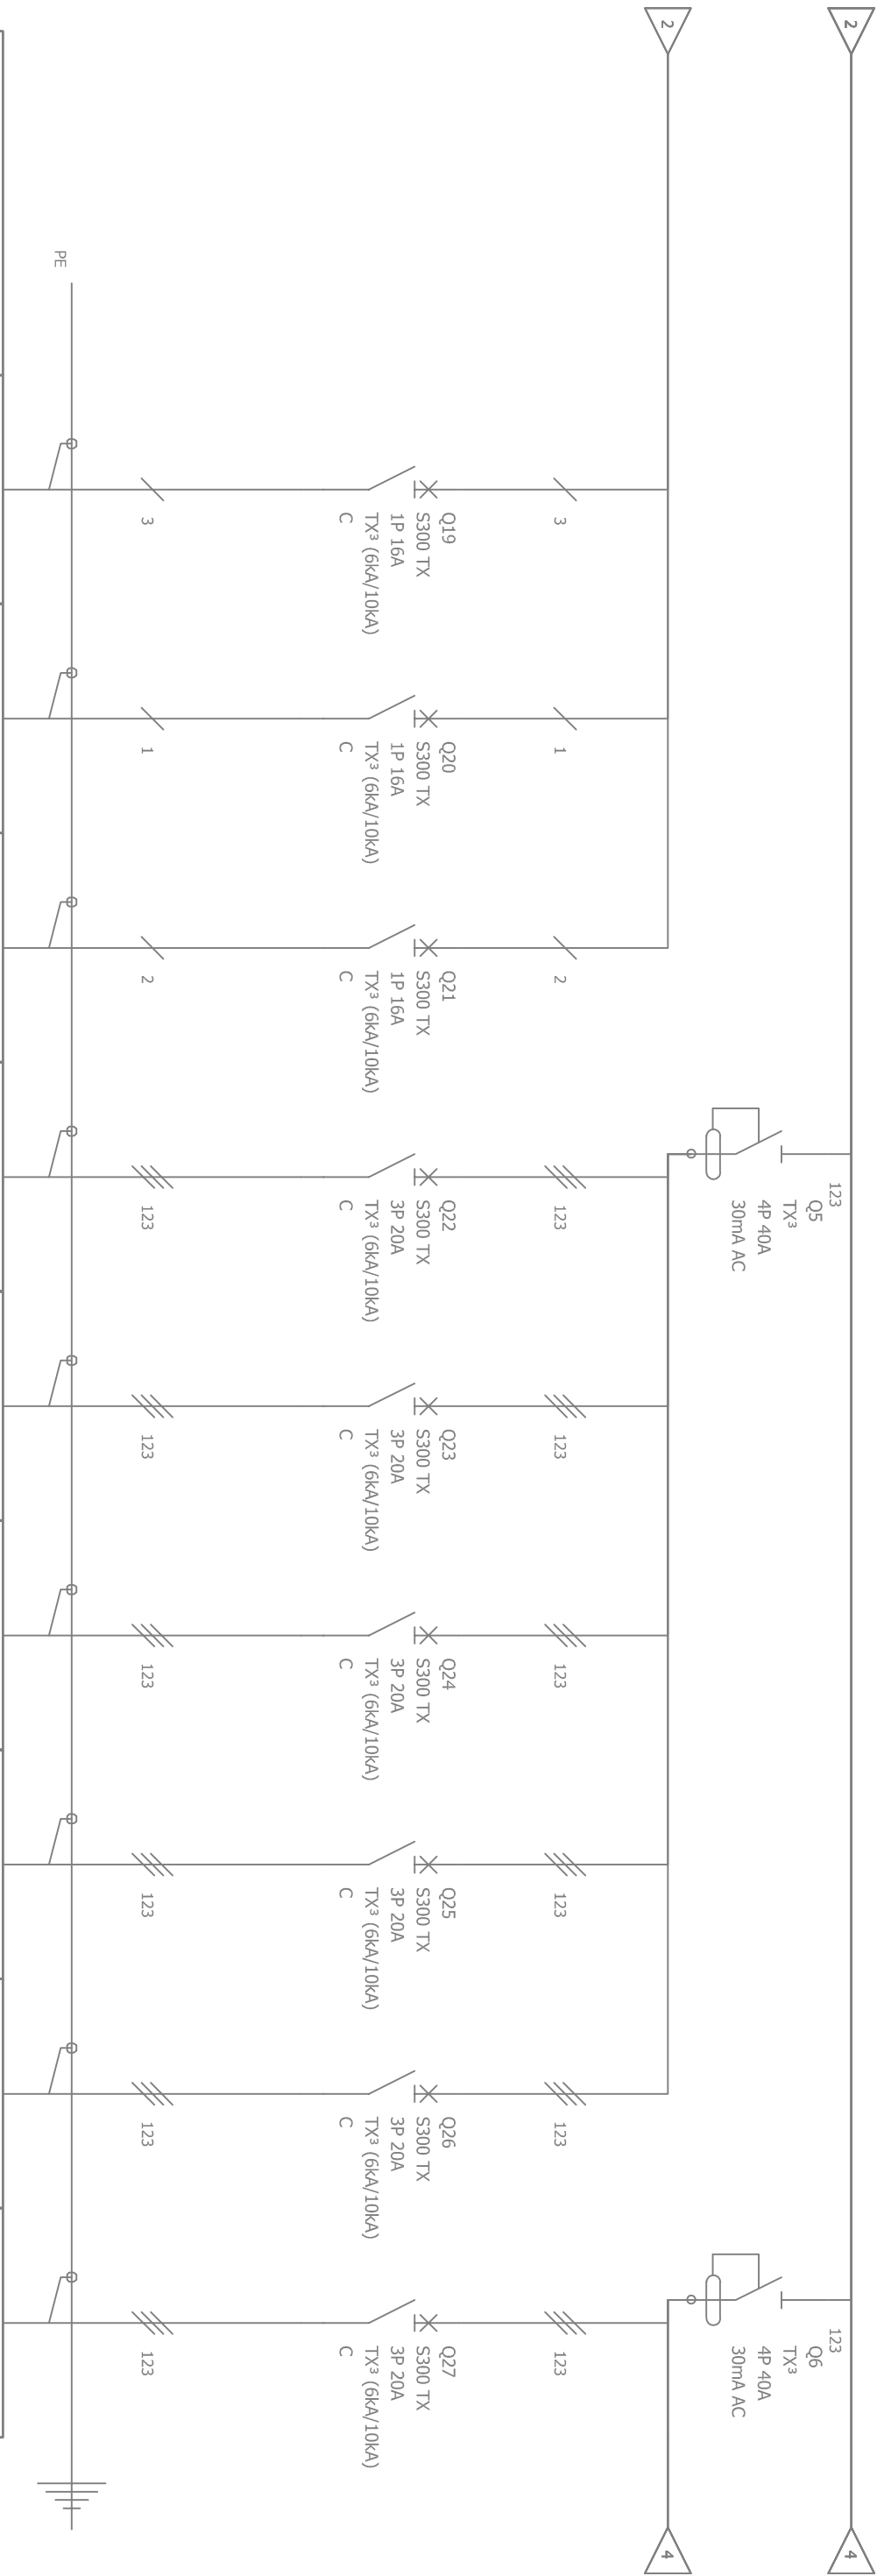 2
2
123
Q5
TX³
4P 40A
30mA AC
123
Q6
TX³
4P 40A
30mA AC
4
4
3
1
2
123
123
123
123
123
123
Q19
S300 TX
1P 16A
TX³ (6kA/10kA)
C
Q20
S300 TX
1P 16A
TX³ (6kA/10kA)
C
Q21
S300 TX
1P 16A
TX³ (6kA/10kA)
C
Q22
S300 TX
3P 20A
TX³ (6kA/10kA)
C
Q23
S300 TX
3P 20A
TX³ (6kA/10kA)
C
Q24
S300 TX
3P 20A
TX³ (6kA/10kA)
C
Q25
S300 TX
3P 20A
TX³ (6kA/10kA)
C
Q26
S300 TX
3P 20A
TX³ (6kA/10kA)
C
Q27
S300 TX
3P 20A
TX³ (6kA/10kA)
C
3
1
2
123
123
123
123
123
123
PE